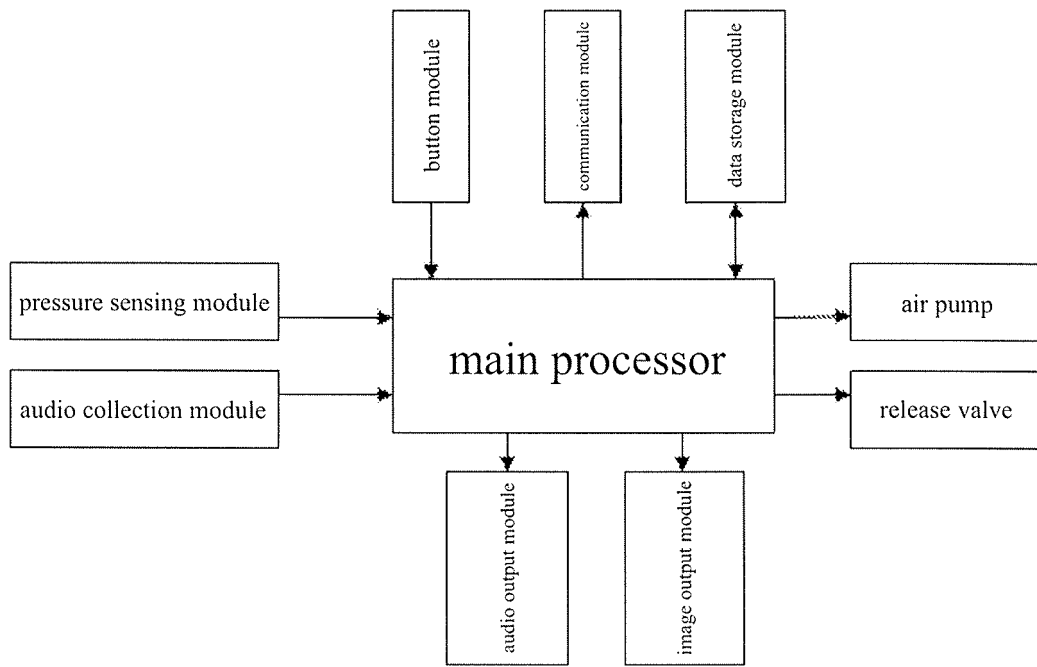 button module
communication module
data storage module
pressure sensing module
audio collection module
main processor
air pump
release valve
audio output module
image output module